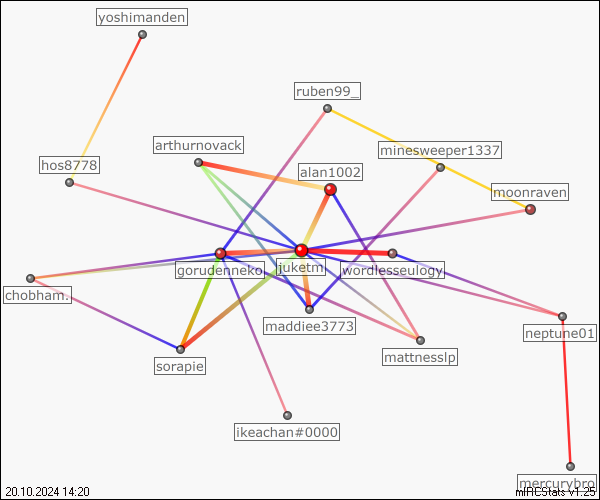 yoshimanden
ruben99_
arthurnovack
minesweeper1337
hos8778
alan1002
moonraven
gorudenneko
juketm
wordlesseulogy
chobham.
maddiee3773
neptune01
mattnesslp
sorapie
ikeachan#0000
mercurybro
20.10.2024 14:20
mIRCStats v1.25